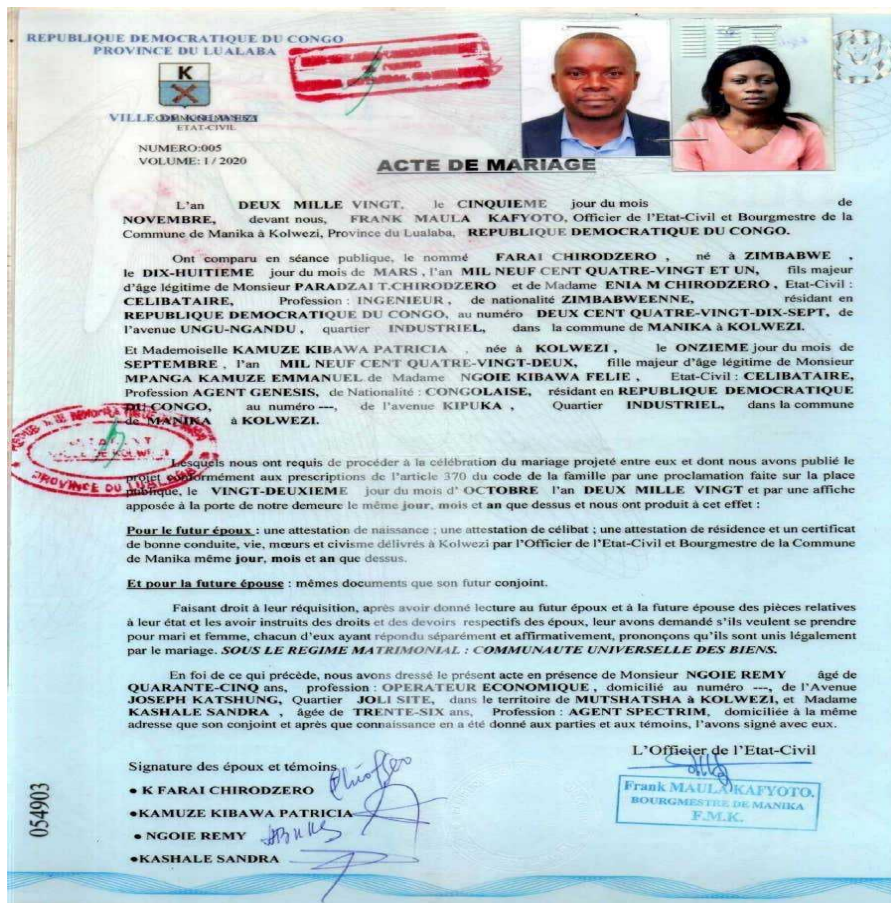 REPUBLIQUE DEMOCRATIQUE DU CONGO
PROVINCE DU LUALABA
K
VILLE
ETAT-CIVIL
NUMERO:005
VOLUME: I / 2020
ACTE DE MARIAGE
L'an DEUX MILLE VINGT, le CINQUIEME jour du mois de
NOVEMBRE, devant nous, FRANK MAULA KAFYOTO, Officier de l'Etat-Civil et Bourgmestre de la
Commune de Manika à Kolwezi, Province du Lualaba, REPUBLIQUE DEMOCRATIQUE DU CONGO.
Ont comparu en séance publique, le nommé FARAI CHIRODZERO , né à ZIMBABWE ,
le DIX-HUITIEME jour du mois de MARS , l'an MIL NEUF CENT QUATRE-VINGT ET UN, fils majeur
d'âge légitime de Monsieur PARADZAI T.CHIRODZERO et de Madame ENIA M CHIRODZERO , Etat-Civil :
CELIBATAIRE, Profession : INGENIEUR , de nationalité ZIMBABWEENNE, résidant en
REPUBLIQUE DEMOCRATIQUE DU CONGO, au numéro DEUX CENT QUATRE-VINGT-DIX-SEPT, de
l'avenue UNGU-NGANDU , quartier INDUSTRIEL, dans la commune de MANIKA à KOLWEZI.
Et Mademoiselle KAMUZE KIBAWA PATRICIA . née à KOLWEZI , le ONZIEME jour du mois de
SEPTEMBRE , l'an MIL NEUF CENT QUATRE-VINGT-DEUX, fille majeur d'âge légitime de Monsieur
MPANGA KAMUZE EMMANUEL de Madame NGOIE KIBAWA FELIE , Etat-Civil : CELIBATAIRE,
Profession AGENT GENESIS, de Nationalité : CONGOLAISE, résidant en REPUBLIQUE DEMOCRATIQUE
DU CONGO, au numéro ---, de l'avenue KIPUKA , Quartier INDUSTRIEL, dans la commune
de MANIKA à KOLWEZI.
PROVINCE DU LUALABA
Lesquels nous ont requis de procéder à la célébration du mariage projeté entre eux et dont nous avons publié le
projet conformément aux prescriptions de l'article 370 du code de la famille par une proclamation faite sur la place
publique, le VINGT-DEUXIEME jour du mois d' OCTOBRE l'an DEUX MILLE VINGT et par une affiche
apposée à la porte de notre demeure le même jour, mois et an que dessus et nous ont produit à cet effet :
Pour le futur époux : une attestation de naissance ; une attestation de célibat ; une attestation de résidence et un certificat
de bonne conduite, vie, mœurs et civisme délivrés à Kolwezi par l'Officier de l'Etat-Civil et Bourgmestre de la Commune
de Manika même jour, mois et an que dessus.
Et pour la future épouse : mêmes documents que son futur conjoint.
Faisant droit à leur réquisition, après avoir donné lecture au futur époux et à la future épouse des pièces relatives
à leur état et les avoir instruits des droits et des devoirs respectifs des époux, leur avons demandé s'ils veulent se prendre
pour mari et femme, chacun d'eux ayant répondu séparément et affirmativement, prononçons qu'ils sont unis légalement
par le mariage. SOUS LE REGIME MATRIMONIAL : COMMUNAUTE UNIVERSELLE DES BIENS.
En foi de ce qui précède, nous avons dressé le présent acte en présence de Monsieur NGOIE REMY âgé de
QUARANTE-CINQ ans, profession : OPERATEUR ECONOMIQUE , domicilié au numéro ---, de l'Avenue
JOSEPH KATSHUNG, Quartier JOLI SITE, dans le territoire de MUTSHATSHA à KOLWEZI, et Madame
KASHALE SANDRA , âgée de TRENTE-SIX ans, Profession : AGENT SPECTRIM, domiciliée à la même
adresse que son conjoint et après que connaissance en a été donné aux parties et aux témoins, l'avons signé avec eux.
L'Officier de l'Etat-Civil
Signature des époux et témoins
• K FARAI CHIRODZERO
•KAMUZE KIBAWA PATRICIA
• NGOIE REMY
•KASHALE SANDRA
Frank MAULA KAFYOTO.
BOURGMESTRE DE MANIKA
F.M.K.
054903